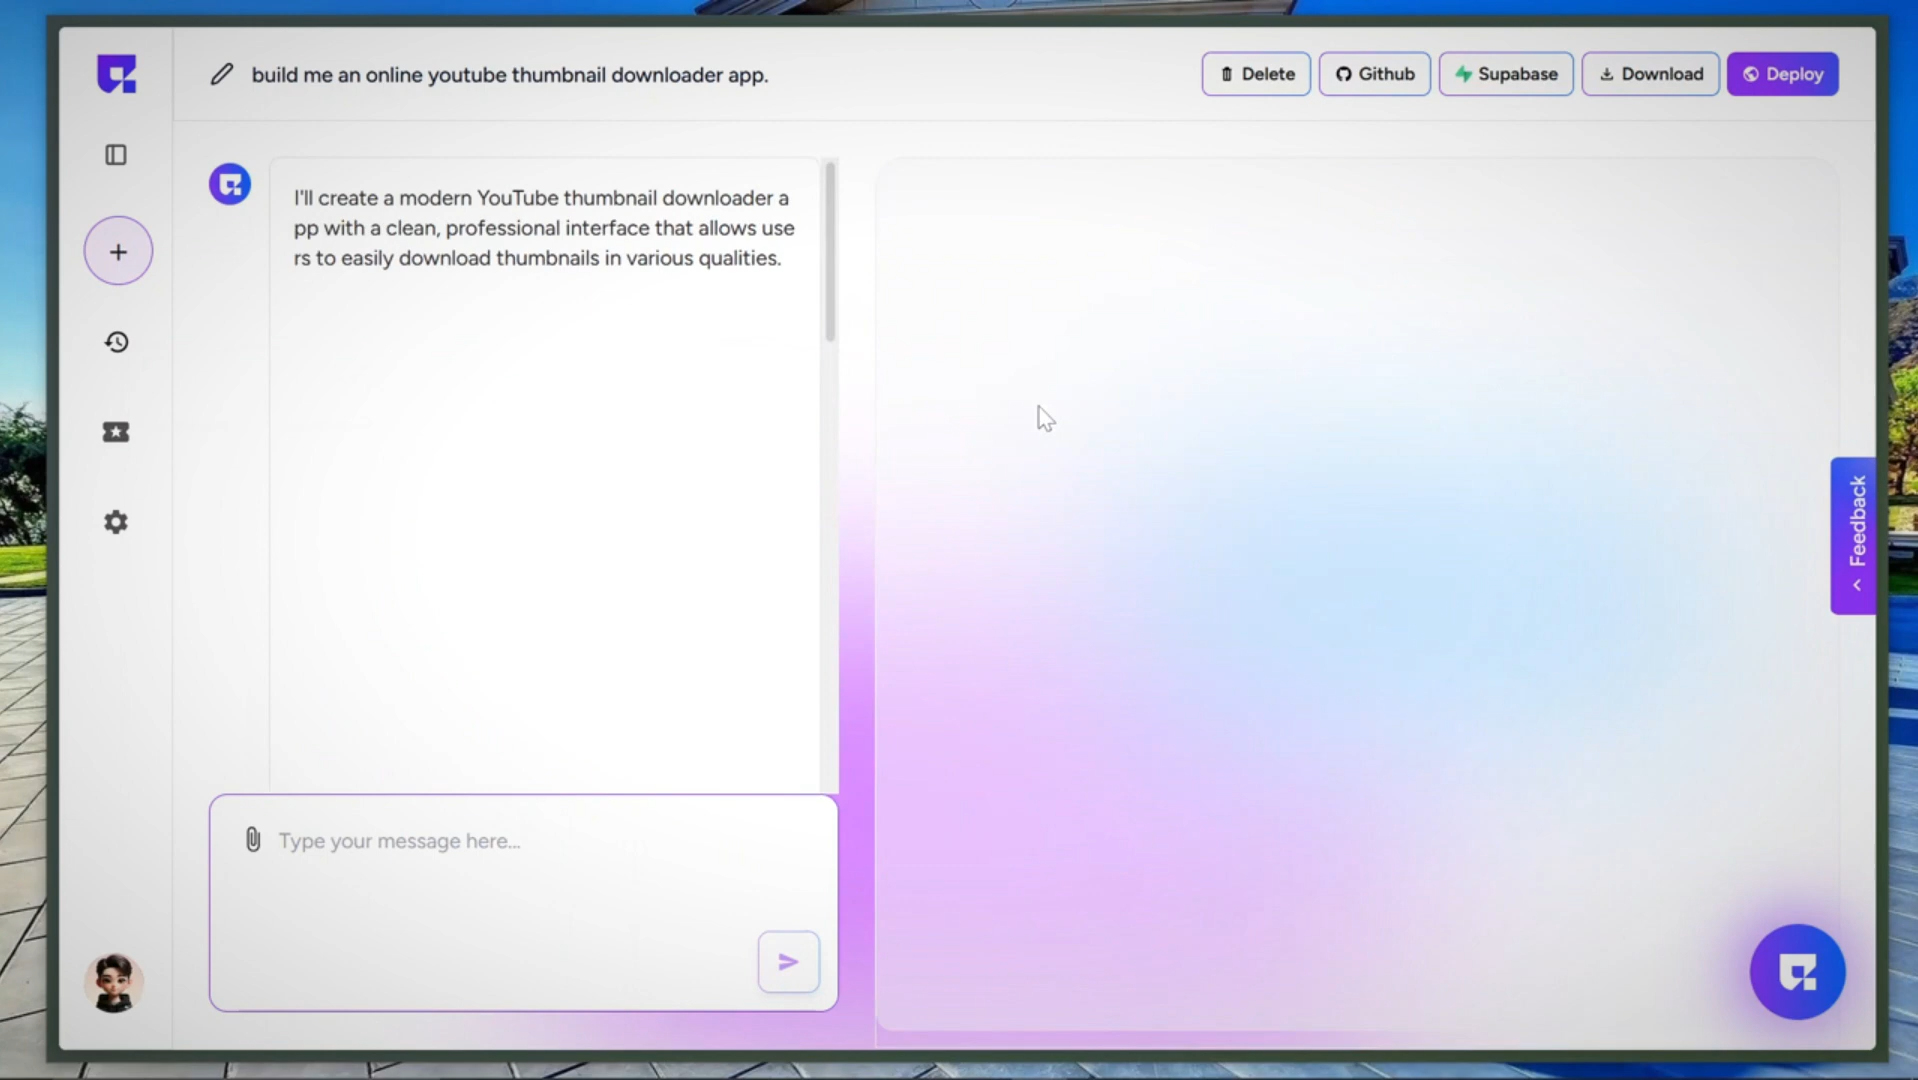 build me an online youtube thumbnail downloader app.
Delete
Github
Supabase
Download
Deploy
I'll create a modern YouTube thumbnail downloader a
pp with a clean, professional interface that allows use
rs to easily download thumbnails in various qualities.
Feedback
Type your message here...